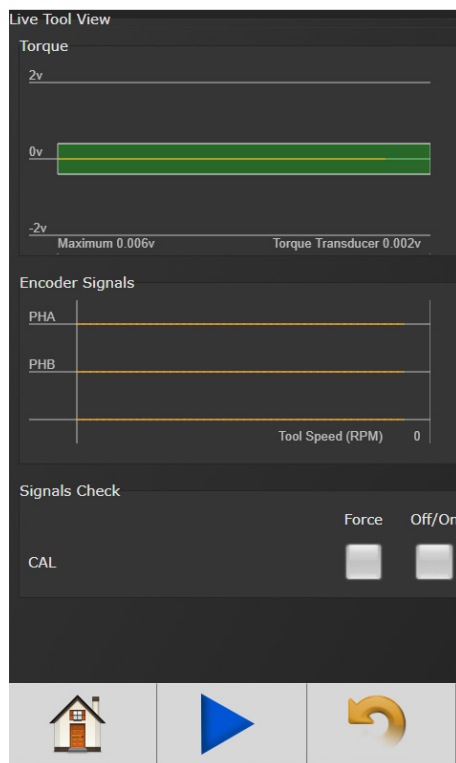 Live Tool View
Torque
2v
0v
-2v
Maximum 0.006v Torque Transducer 0.002v
Encoder Signals
PHA
PHB
Tool Speed (RPM) 0
Signals Check
Force Off/On
CAL